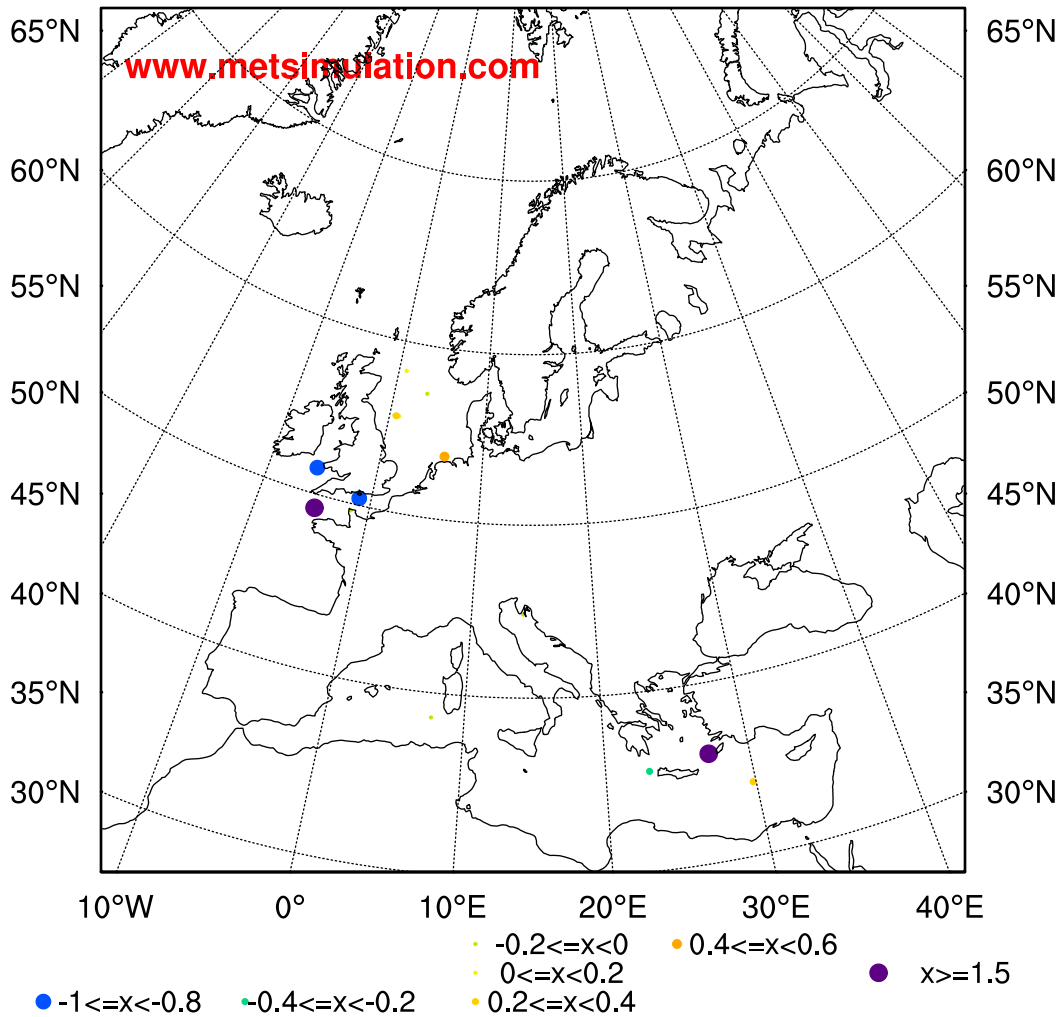 65°N 65°N
www.metsimulation.com
60°N 60°N
55°N 55°N
50°N 50°N
45°N 45°N
40°N 40°N
35°N 35°N
30°N 30°N
10°W 0° 10°E 20°E 30°E 40°E
-0.2<=x<0 0.4<=x<0.6
0<=x<0.2 x>=1.5
-1<=x<-0.8 -0.4<=x<-0.2 0.2<=x<0.4